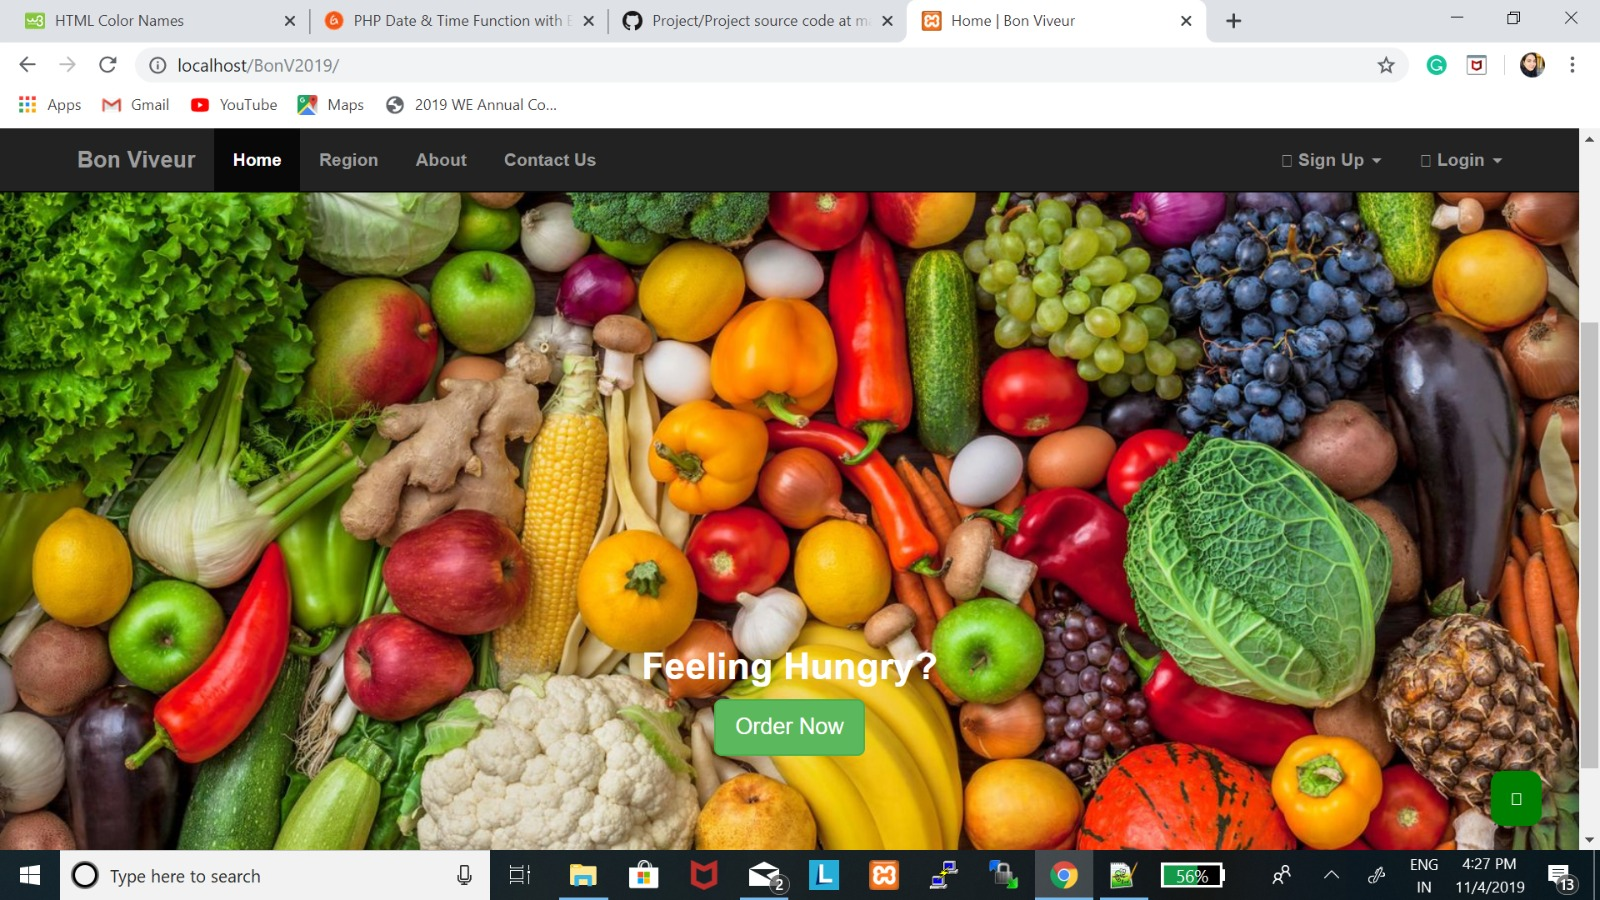 HTML Color Names
PHP Date & Time Function with E
Project/Project source code at ma
Home | Bon Viveur
localhost/BonV2019/
Apps
Gmail
YouTube
Maps
2019 WE Annual Co...
Bon Viveur
Home
Region
About
Contact Us
Sign Up
Login
Feeling Hungry?
Order Now
Type here to search
2
L
56%
ENG
IN
4:27 PM
11/4/2019
13